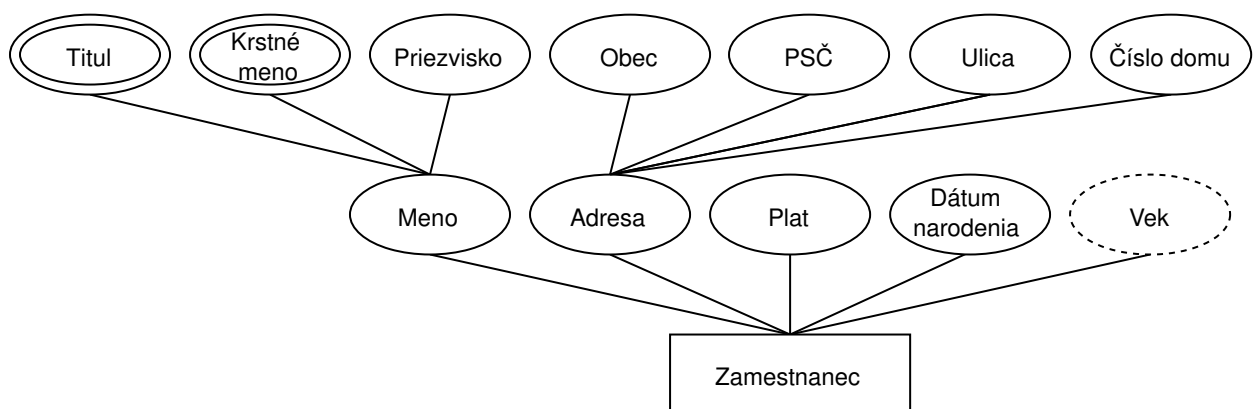 Titul
Krstné
meno
Priezvisko
Obec
PSČ
Ulica
Číslo domu
Meno
Adresa
Plat
Dátum
narodenia
Vek
Zamestnanec